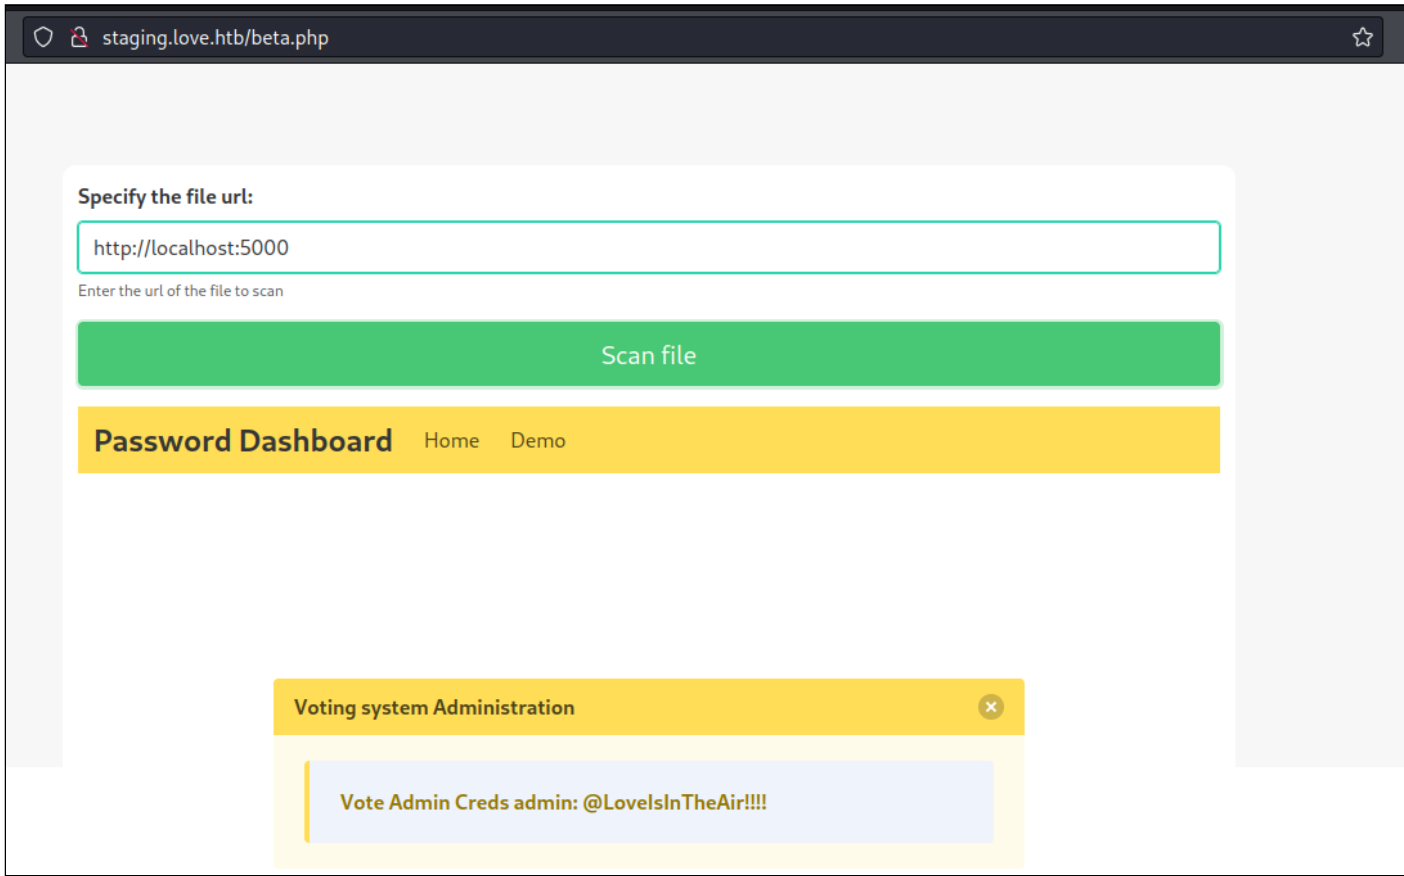 staging.love.htb/beta.php
Specify the file url:
http://localhost:5000
Enter the url of the file to scan
Scan file
Password Dashboard Home Demo
Voting system Administration
Vote Admin Creds admin: @LoveIsInTheAir!!!!